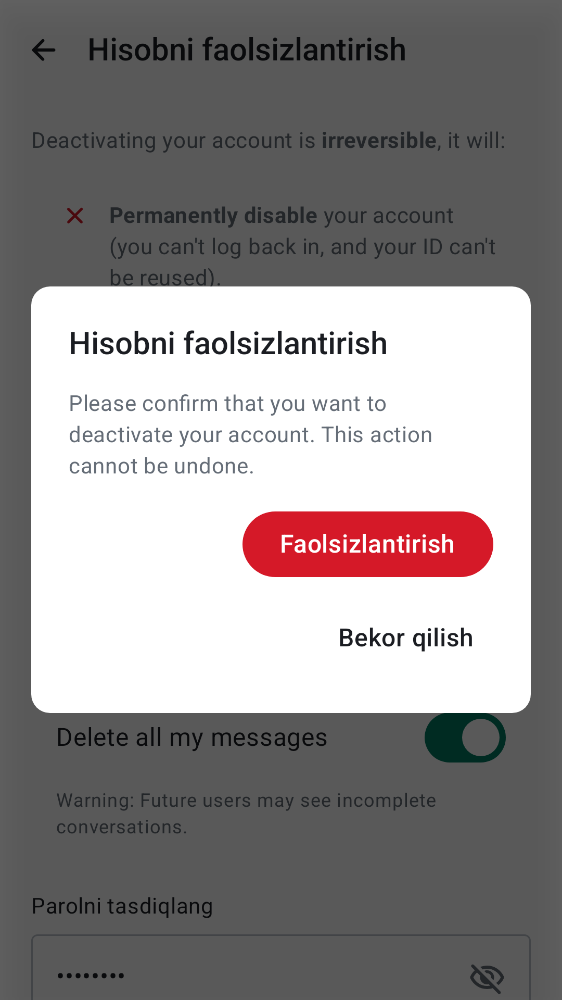 Hisobni faolsizlantirish
Deactivating your account is irreversible, it will:
Permanently disable your account
(you can't log back in, and your ID can't
be reused).
Hisobni faolsizlantirish
Please confirm that you want to
deactivate your account. This action
cannot be undone.
Faolsizlantirish
Bekor qilish
Delete all my messages
Warning: Future users may see incomplete
conversations.
Parolni tasdiqlang
••••••••